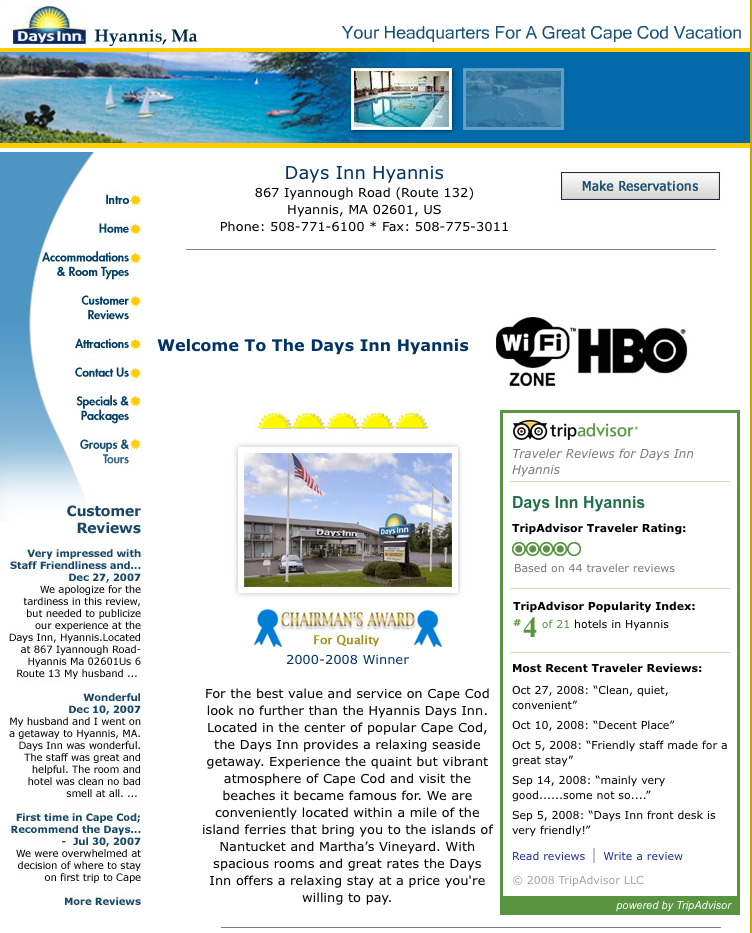 Days Inn Hyannis, Ma
Your Headquarters For A Great Cape Cod Vacation
Days Inn Hyannis
867 Iyannough Road (Route 132)
Hyannis, MA 02601, US
Phone: 508-771-6100 * Fax: 508-775-3011
Make Reservations
Intro
Home
Accommodations
& Room Types
Customer
Reviews
Attractions
Contact Us
Specials &
Packages
Groups &
Tours
Customer
Reviews
Very impressed with
Staff Friendliness and...
Dec 27, 2007
We apologize for the
tardiness in this review,
but needed to publicize
our experience at the
Days Inn, Hyannis.Located
at 867 Iyannough Road-
Hyannis Ma 02601Us 6
Route 13 My husband ...
Wonderful
Dec 10, 2007
My husband and I went on
a getaway to Hyannis, MA.
Days Inn was wonderful.
The staff was great and
helpful. The room and
hotel was clean no bad
smell at all. ...
First time in Cape Cod;
Recommend the Days...
- Jul 30, 2007
We were overwhelmed at
decision of where to stay
on first trip to Cape
More Reviews
Welcome To The Days Inn Hyannis
Wi Fi TM
ZONE
HBO®
Days Inn
Days Inn
CHAIRMAN'S AWARD
For Quality
2000-2008 Winner
For the best value and service on Cape Cod
look no further than the Hyannis Days Inn.
Located in the center of popular Cape Cod,
the Days Inn provides a relaxing seaside
getaway. Experience the quaint but vibrant
atmosphere of Cape Cod and visit the
beaches it became famous for. We are
conveniently located within a mile of the
island ferries that bring you to the islands of
Nantucket and Martha's Vineyard. With
spacious rooms and great rates the Days
Inn offers a relaxing stay at a price you're
willing to pay.
tripadvisor®
Traveler Reviews for Days Inn
Hyannis
Days Inn Hyannis
TripAdvisor Traveler Rating:
Based on 44 traveler reviews
TripAdvisor Popularity Index:
#4 of 21 hotels in Hyannis
Most Recent Traveler Reviews:
Oct 27, 2008: “Clean, quiet,
convenient”
Oct 10, 2008: “Decent Place”
Oct 5, 2008: “Friendly staff made for a
great stay”
Sep 14, 2008: “mainly very
good......some not so....”
Sep 5, 2008: “Days Inn front desk is
very friendly!”
Read reviews | Write a review
© 2008 TripAdvisor LLC
powered by TripAdvisor